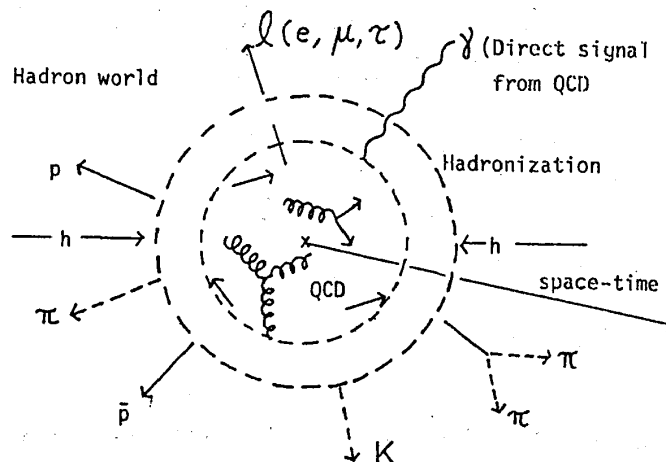 ℓ (e, μ, τ)
γ (Direct signal
from QCD
Hadron world
Hadronization
p
h
h
x
QCD
space-time
π
π
π
p̄
K